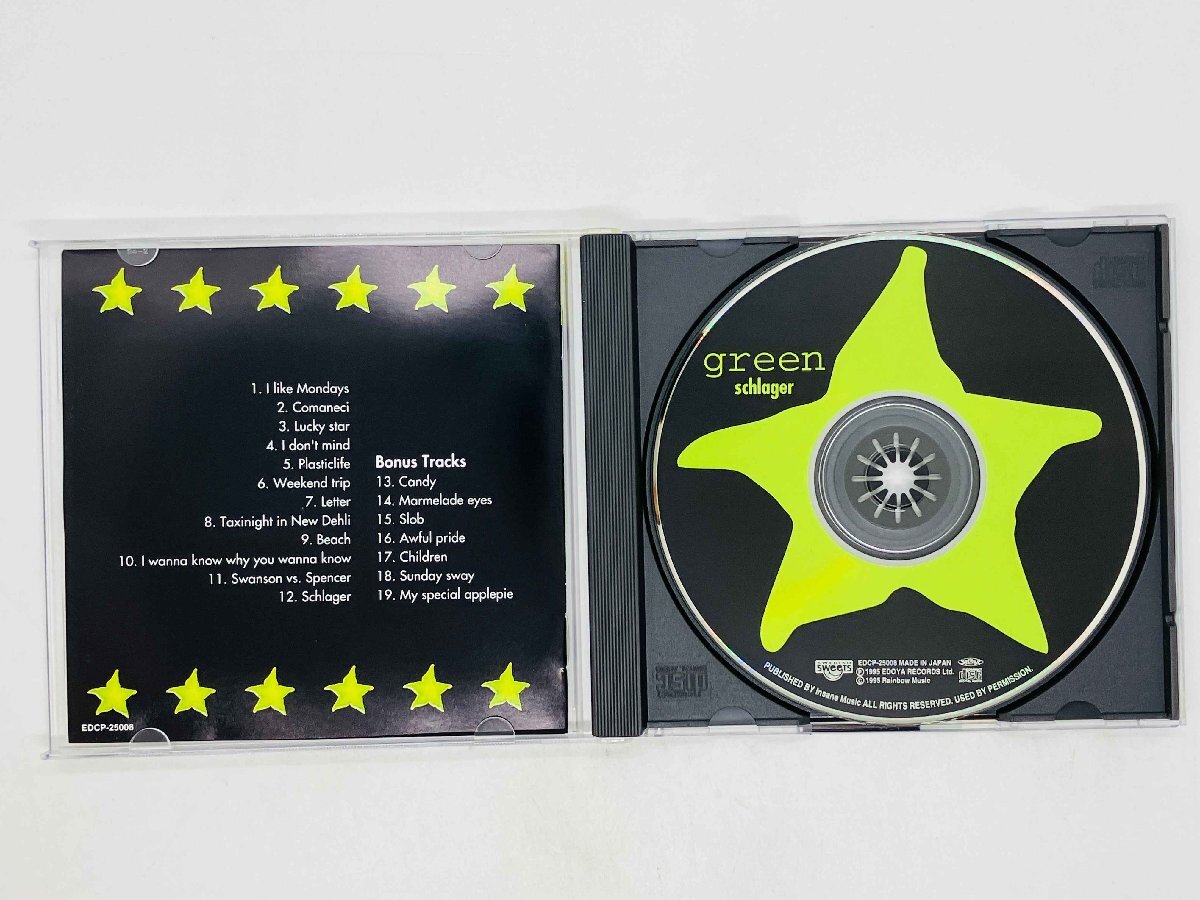 1. I like Mondays
2. Comaneci
3. Lucky star
4. I don't mind
5. Plasticlife
6. Weekend trip
7. Letter
8. Taxinight in New Dehli
9. Beach
10. I wanna know why you wanna know
11. Swanson vs. Spencer
12. Schlager
Bonus Tracks
13. Candy
14. Marmelade eyes
15. Slob
16. Awful pride
17. Children
18. Sunday sway
19. My special applepie
EDCP-25008
green
schlager
SWEETS
EDCP-25008 MADE IN JAPAN
Ⓟ1995 EDOYA RECORDS Ltd.
Ⓒ1995 Rainbow Music
PUBLISHED BY Insane Music ALL RIGHTS RESERVED. USED BY PERMISSION.